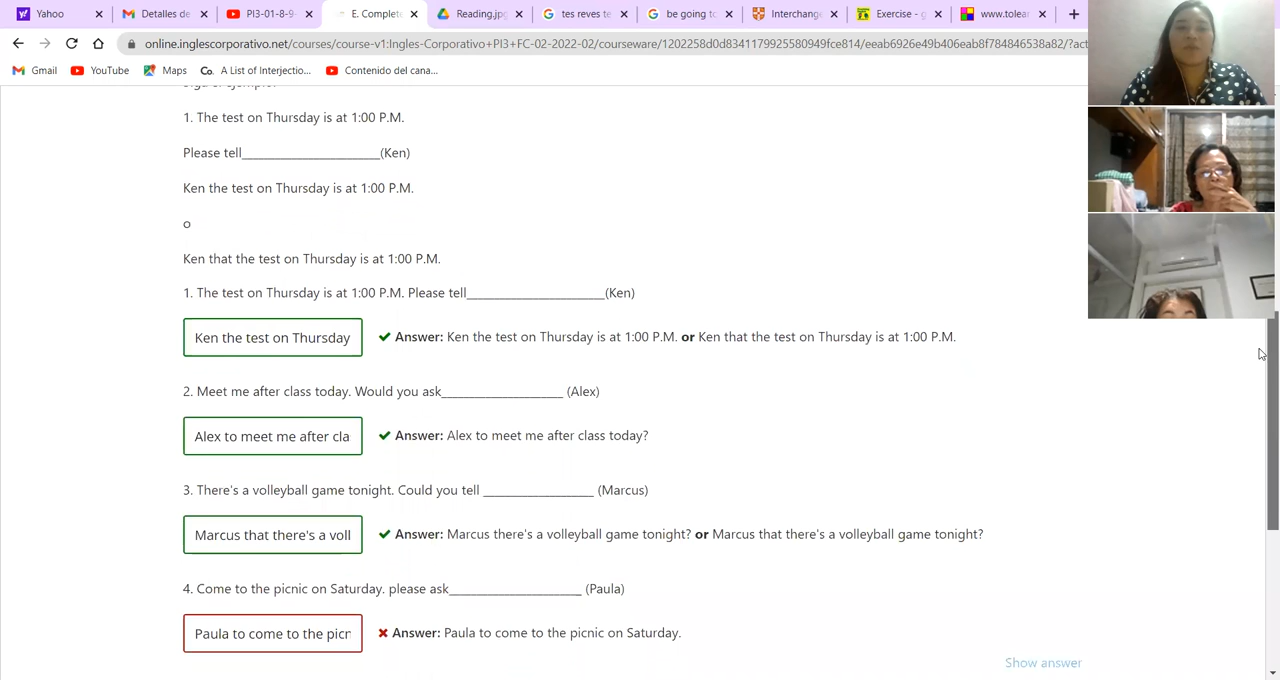 Yahoo
Detalles de
PI3-01-8-9-
E. Complete
Reading.jpg
tes reves te
be going to
Interchange
Exercise - g
www.tolear
online.inglescorporativo.net/courses/course-v1:Ingles-Corporativo+PI3+FC-02-2022-02/courseware/1202258d0d8341179925580949fce814/eeab6926e49b406eab8f784846538a82/?act
Gmail
YouTube
Maps
Co. A List of Interjectio...
Contenido del cana...
1. The test on Thursday is at 1:00 P.M.
Please tell______________________(Ken)
Ken the test on Thursday is at 1:00 P.M.
o
Ken that the test on Thursday is at 1:00 P.M.
1. The test on Thursday is at 1:00 P.M. Please tell______________________(Ken)
Ken the test on Thursday
Answer: Ken the test on Thursday is at 1:00 P.M. or Ken that the test on Thursday is at 1:00 P.M.
2. Meet me after class today. Would you ask___________________ (Alex)
Alex to meet me after cla
Answer: Alex to meet me after class today?
3. There's a volleyball game tonight. Could you tell _________________ (Marcus)
Marcus that there's a voll
Answer: Marcus there's a volleyball game tonight? or Marcus that there's a volleyball game tonight?
4. Come to the picnic on Saturday. please ask_____________________ (Paula)
Paula to come to the picn
Answer: Paula to come to the picnic on Saturday.
Show answer